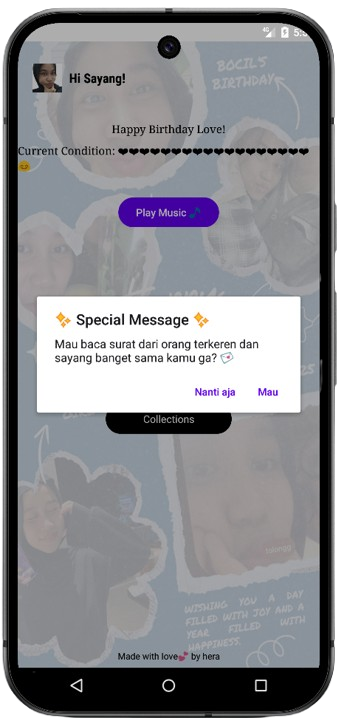 5:5
BOCIL'S
BIRTHDAY
Hi Sayang!
Happy Birthday Love!
Current Condition: ❤❤❤❤❤❤❤❤❤❤❤❤❤❤❤❤❤❤
😊
Play Music 🎵
✨ Special Message ✨
Mau baca surat dari orang terkeren dan
sayang banget sama kamu ga? 💌
Nanti aja Mau
Collections
WISHING YOU A DAY
FILLED WITH JOY AND A
YEAR FILLED WITH
HAPPINESS.
Made with love💕 by hera